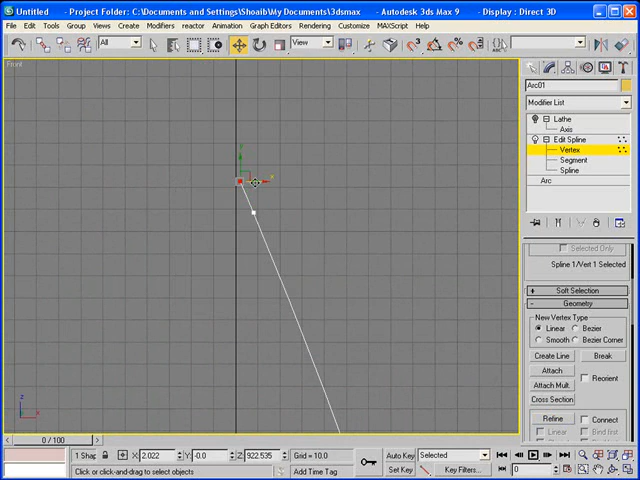 Untitled - Project Folder: C:\Documents and Settings\Shoaib\My Documents\3dsmax - Autodesk 3ds Max 9 - Display : Direct 3D
File Edit Tools Group Views Create Modifiers reactor Animation Graph Editors Rendering Customize MAXScript Help
All View
Front
Arc01
Modifier List
Lathe
Axis
Edit Spline
Vertex
Segment
Spline
Arc
Selected Only
Spline 1/Vert 1 Selected
+ Soft Selection
- Geometry
New Vertex Type
Linear Bezier
Smooth Bezier Corner
Create Line Break
Attach
Reorient
Attach Mult.
Cross Section
Refine Connect
Linear Bind first
y
x
z
x
0 / 100
1 Shap X: 2.022 Y: -0.0 Z: 922.535 Grid = 10.0 Auto Key Selected
Click or click-and-drag to select objects Add Time Tag Set Key Key Filters... 0